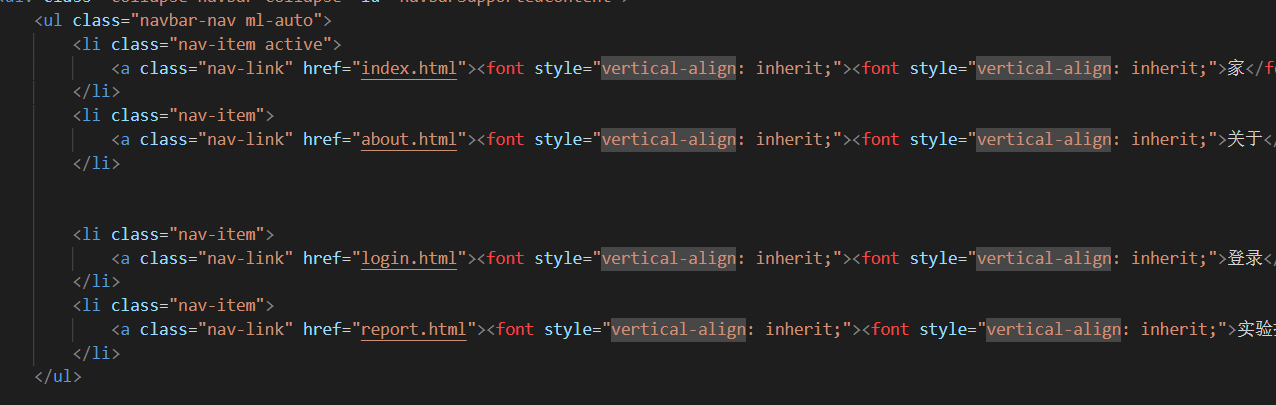 <ul class="navbar-nav ml-auto">
<li class="nav-item active">
<a class="nav-link" href="index.html"><font style="vertical-align: inherit;"><font style="vertical-align: inherit;">家</f
</li>
<li class="nav-item">
<a class="nav-link" href="about.html"><font style="vertical-align: inherit;"><font style="vertical-align: inherit;">关于<
</li>
<li class="nav-item">
<a class="nav-link" href="login.html"><font style="vertical-align: inherit;"><font style="vertical-align: inherit;">登录<
</li>
<li class="nav-item">
<a class="nav-link" href="report.html"><font style="vertical-align: inherit;"><font style="vertical-align: inherit;">实验
</li>
</ul>